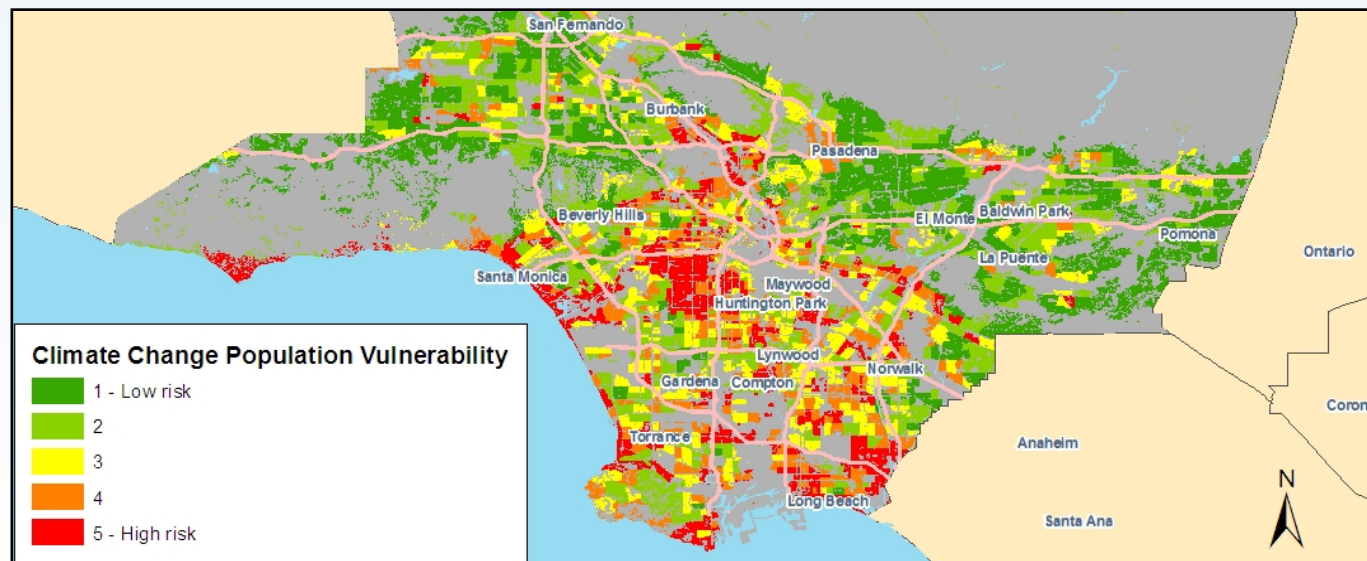 San Fernando
Burbank
Pasadena
Beverly Hills
El Monte
Baldwin Park
Pomona
Ontario
La Puente
Santa Monica
Maywood
Huntington Park
Lynwood
Norwalk
Gardena
Compton
Coron
Torrance
Anaheim
Long Beach
Santa Ana
N
Climate Change Population Vulnerability
1 - Low risk
2
3
4
5 - High risk